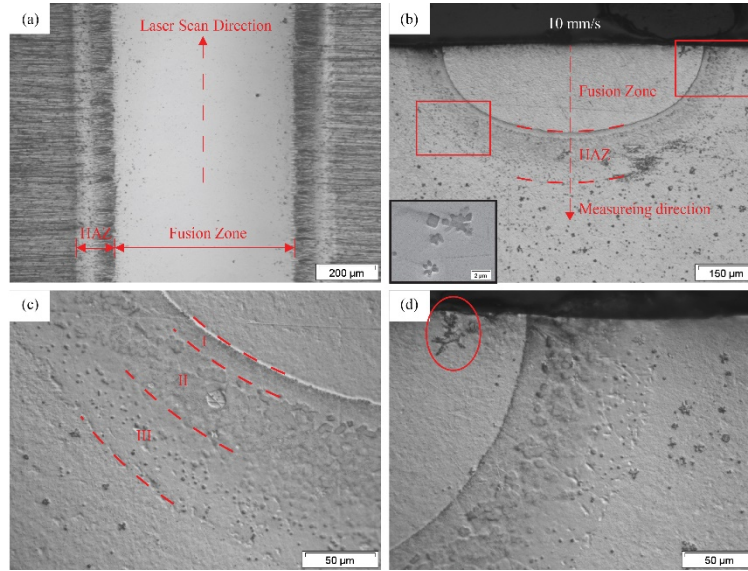 (a)
Laser Scan Direction
HAZ
Fusion Zone
200 μm
(b)
10 mm/s
Fusion Zone
HAZ
Measureing direction
2 μm
150 μm
(c)
I
II
III
50 μm
(d)
50 μm